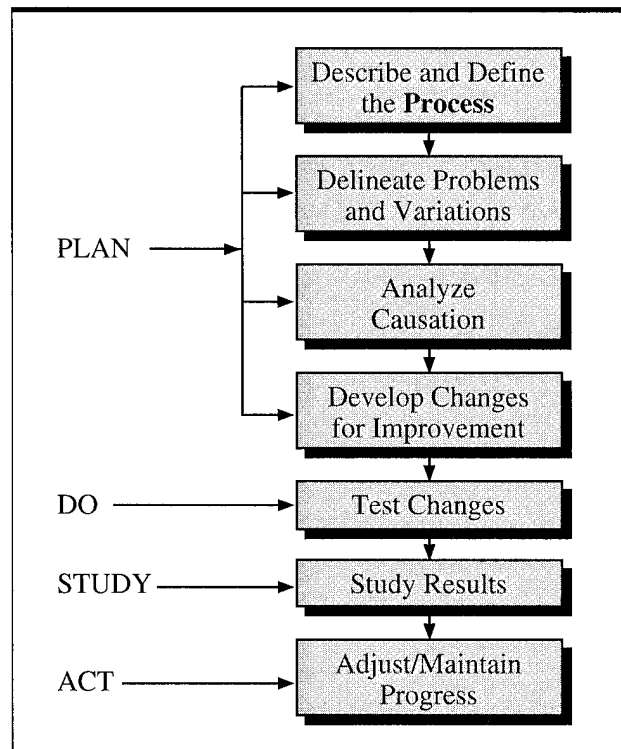 Describe and Define
the Process
Delineate Problems
and Variations
PLAN
Analyze
Causation
Develop Changes
for Improvement
DO
Test Changes
STUDY
Study Results
ACT
Adjust/Maintain
Progress